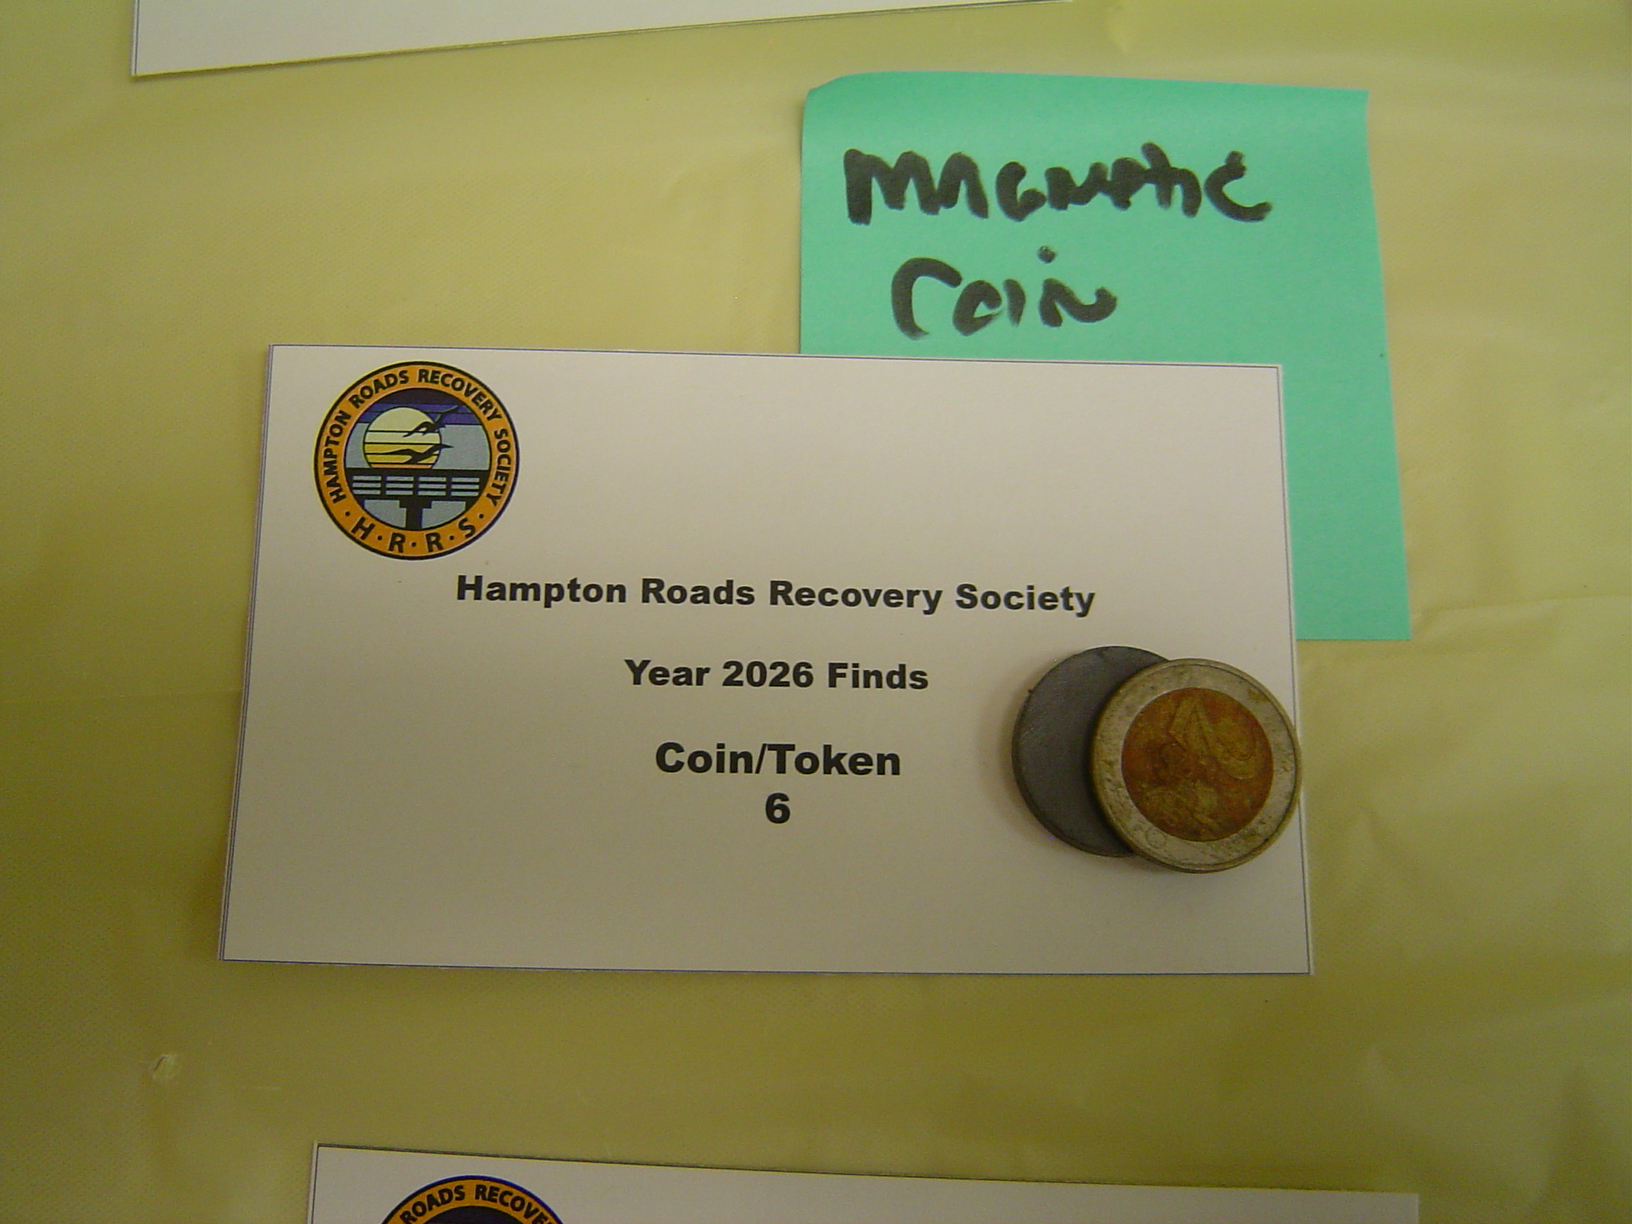 MAGNETIC
COIN
HAMPTON ROADS RECOVERY SOCIETY
H·R·R·S
Hampton Roads Recovery Society
Year 2026 Finds
Coin/Token
6
ROADS RECOVE